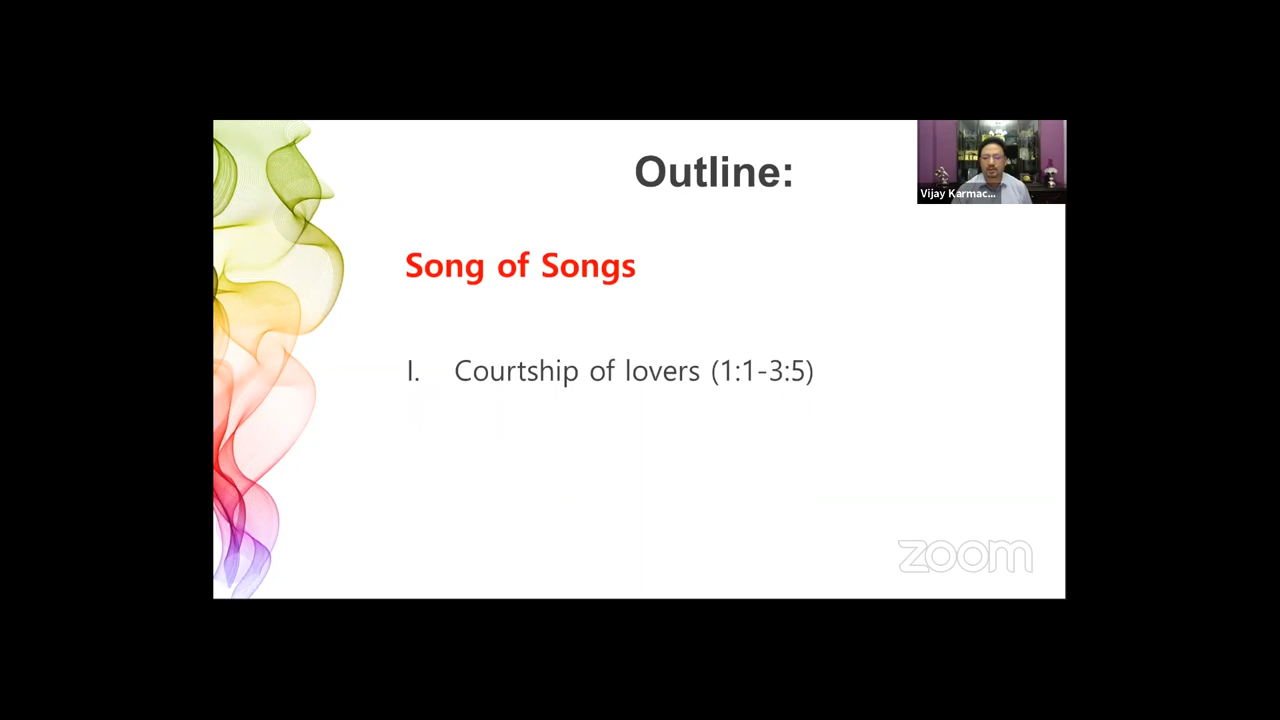 Outline:
Vijay Karmac...
Song of Songs
I. Courtship of lovers (1:1-3:5)
zoom